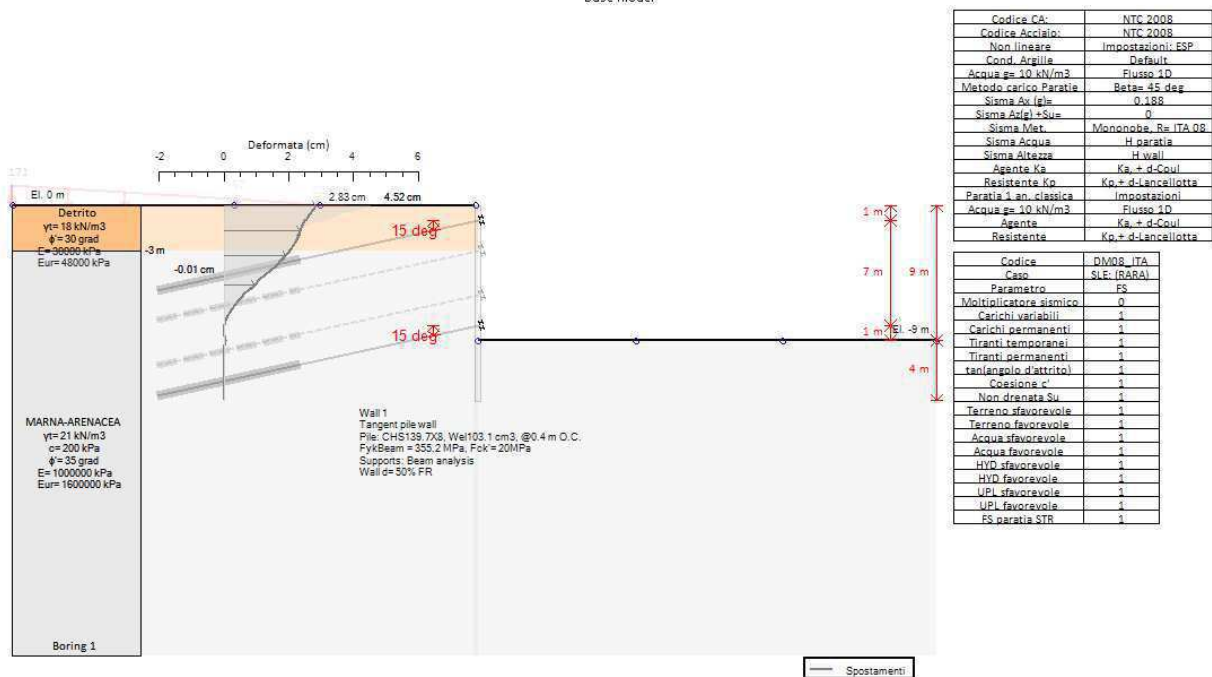 Base model
Codice CA: NTC 2008
Codice Acciaio: NTC 2008
Non lineare Impostazioni: ESP
Cond. Argille Default
Acqua g= 10 kN/m3 Flusso 1D
Metodo carico Paratie Beta= 45 deg
Sisma Ax (g)= 0.188
Sisma Az(g) +Su= 0
Sisma Met. Mononobe, R= ITA 08
Sisma Acqua H paratia
Sisma Altezza H wall
Agente Ka Ka, + d-Coul
Resistente Kp Kp,+ d-Lancellotta
Paratia 1 an. classica Impostazioni
Acqua g= 10 kN/m3 Flusso 1D
Agente Ka, + d-Coul
Resistente Kp,+ d-Lancellotta
Codice DM08_ITA
Caso SLE: (RARA)
Parametro FS
Moltiplicatore sismico 0
Carichi variabili 1
Carichi permanenti 1
Tiranti temporanei 1
Tiranti permanenti 1
tan(angolo d'attrito) 1
Coesione c' 1
Non drenata Su 1
Terreno sfavorevole 1
Terreno favorevole 1
Acqua sfavorevole 1
Acqua favorevole 1
HYD sfavorevole 1
HYD favorevole 1
UPL sfavorevole 1
UPL favorevole 1
FS paratia STR 1
Deformata (cm)
-2 0 2 4 6
171
El. 0 m
2.83 cm 4.52 cm
Detrito
γt= 18 kN/m3
ϕ'= 30 grad
E= 30000 kPa
Eur= 48000 kPa
-3 m
-0.01 cm
15 deg
15 deg
1 m
7 m
9 m
1 m
El. -9 m
4 m
MARNA-ARENACEA
γt= 21 kN/m3
c= 200 kPa
ϕ'= 35 grad
E= 1000000 kPa
Eur= 1600000 kPa
Wall 1
Tangent pile wall
Pile: CHS139.7X8, Wel103.1 cm3, @0.4 m O.C.
FykBeam = 355.2 MPa, Fck'= 20MPa
Supports: Beam analysis
Wall d= 50% FR
Boring 1
Spostamenti